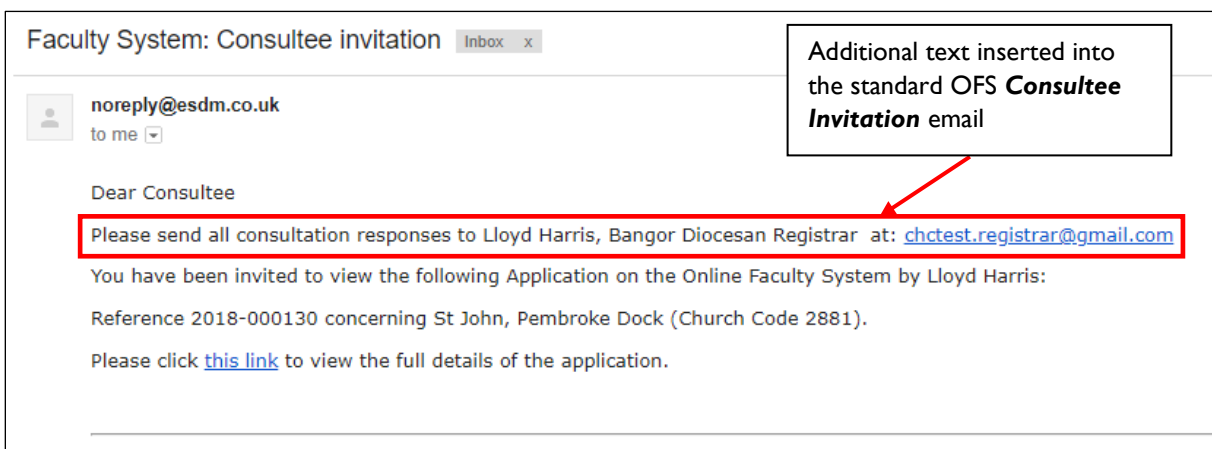 Faculty System: Consultee invitation Inbox x
Additional text inserted into
the standard OFS Consultee
Invitation email
noreply@esdm.co.uk
to me
Dear Consultee
Please send all consultation responses to Lloyd Harris, Bangor Diocesan Registrar at: chctest.registrar@gmail.com
You have been invited to view the following Application on the Online Faculty System by Lloyd Harris:
Reference 2018-000130 concerning St John, Pembroke Dock (Church Code 2881).
Please click this link to view the full details of the application.